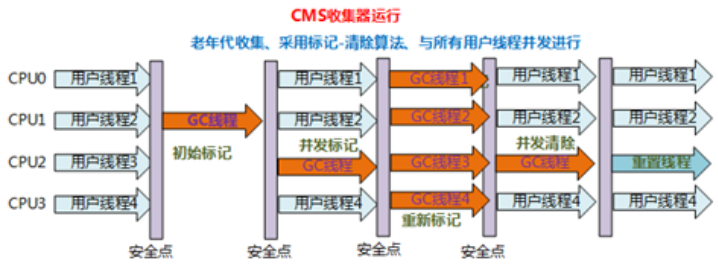 CMS收集器运行
老年代收集、采用标记-清除算法、与所有用户线程并发进行
CPU0 用户线程1 用户线程1 GC线程1 用户线程1 用户线程1
CPU1 用户线程2 GC线程 用户线程2 GC线程2 用户线程2 用户线程2
初始标记 并发标记 并发清除
CPU2 用户线程3 GC线程 GC线程3 GC线程 重置线程
CPU3 用户线程4 用户线程4 GC线程4 用户线程4 用户线程4
重新标记
安全点 安全点 安全点 安全点